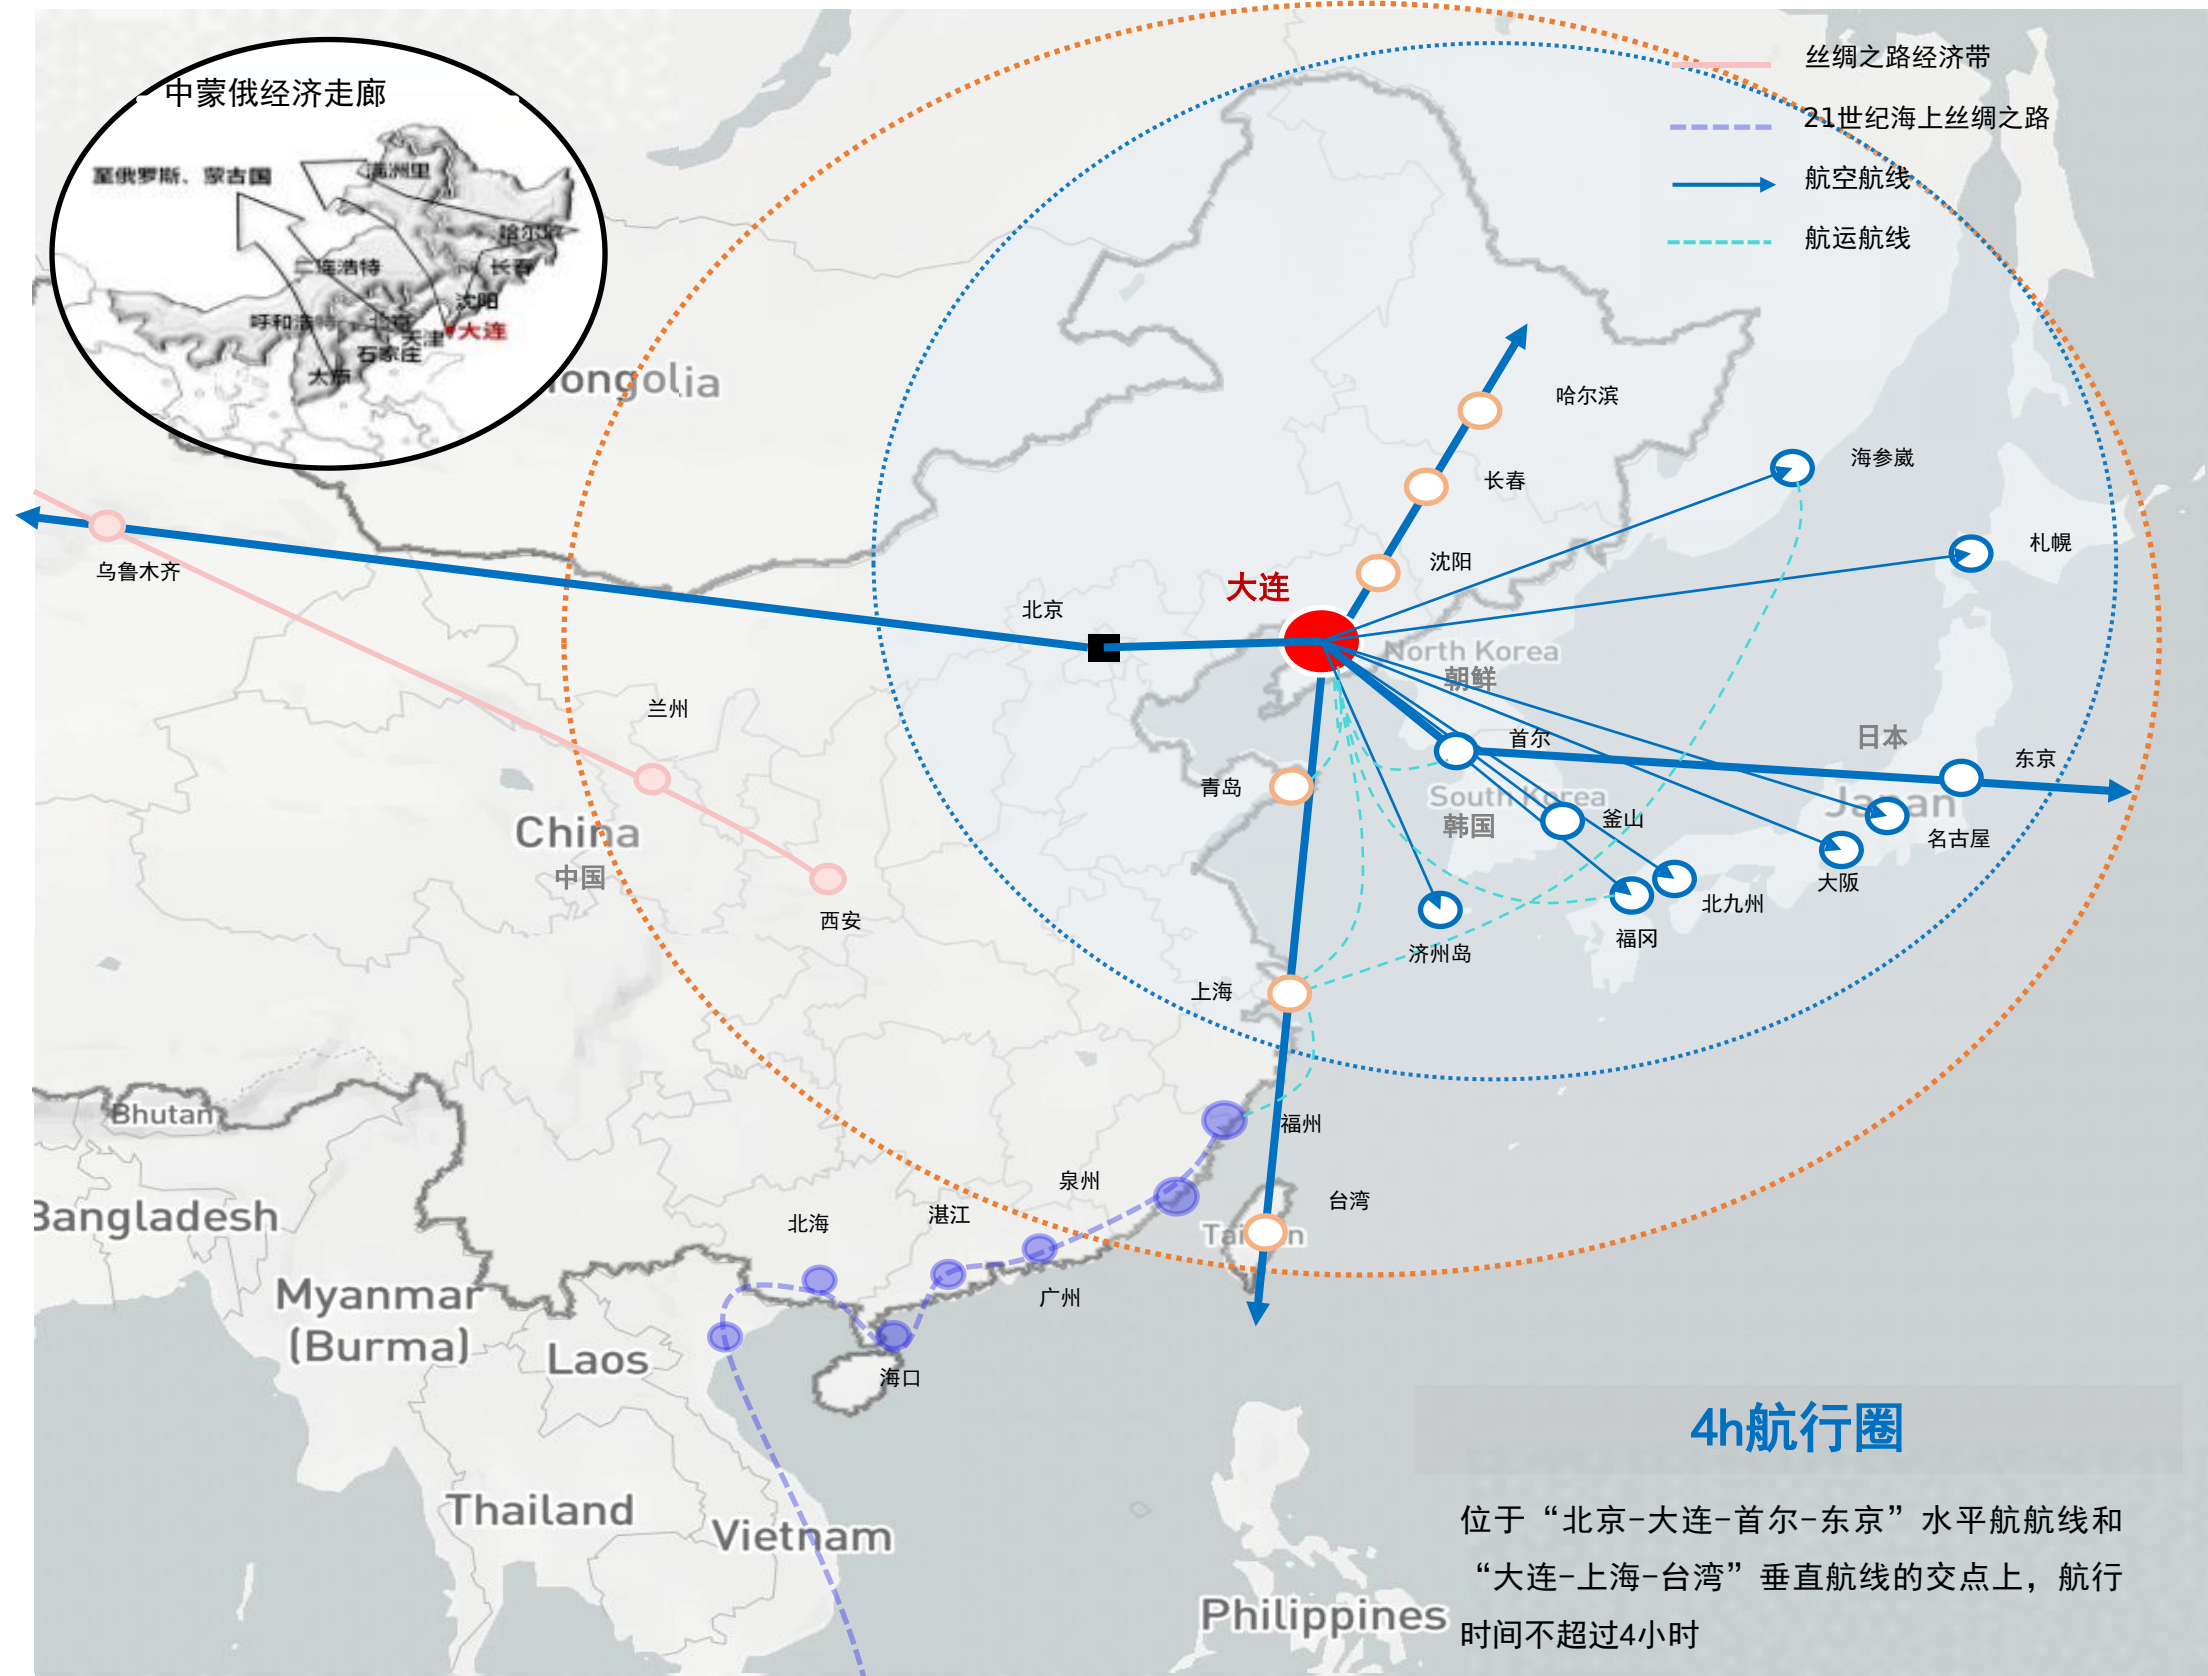 中蒙俄经济走廊
至俄罗斯、蒙古国
满洲里
哈尔滨
二连浩特
长春
沈阳
呼和浩特
北京
天津
大连
石家庄
太原
丝绸之路经济带
21世纪海上丝绸之路
航空航线
航运航线
ongolia
哈尔滨
长春
海参崴
札幌
沈阳
乌鲁木齐
大连
北京
North Korea
朝鲜
兰州
首尔
日本
东京
青岛
South Korea
韩国
釜山
Japan
名古屋
China
中国
大阪
西安
北九州
福冈
济州岛
上海
Bhutan
福州
泉州
台湾
Bangladesh
北海
湛江
Tai n
Myanmar
(Burma)
广州
Laos
海口
4h航行圈
Thailand
Vietnam
位于“北京-大连-首尔-东京”水平航航线和
“大连-上海-台湾”垂直航线的交点上，航行
时间不超过4小时
Philippines